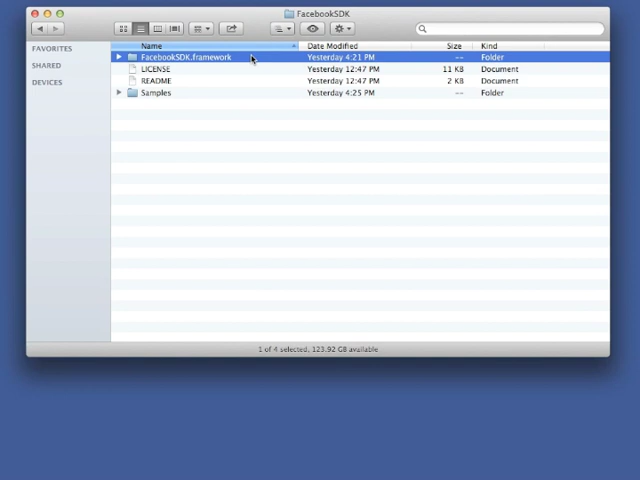 FacebookSDK
FAVORITES
SHARED
DEVICES
Name Date Modified Size Kind
FacebookSDK.framework Yesterday 4:21 PM -- Folder
LICENSE Yesterday 12:47 PM 11 KB Document
README Yesterday 12:47 PM 2 KB Document
Samples Yesterday 4:25 PM -- Folder
1 of 4 selected, 123.92 GB available